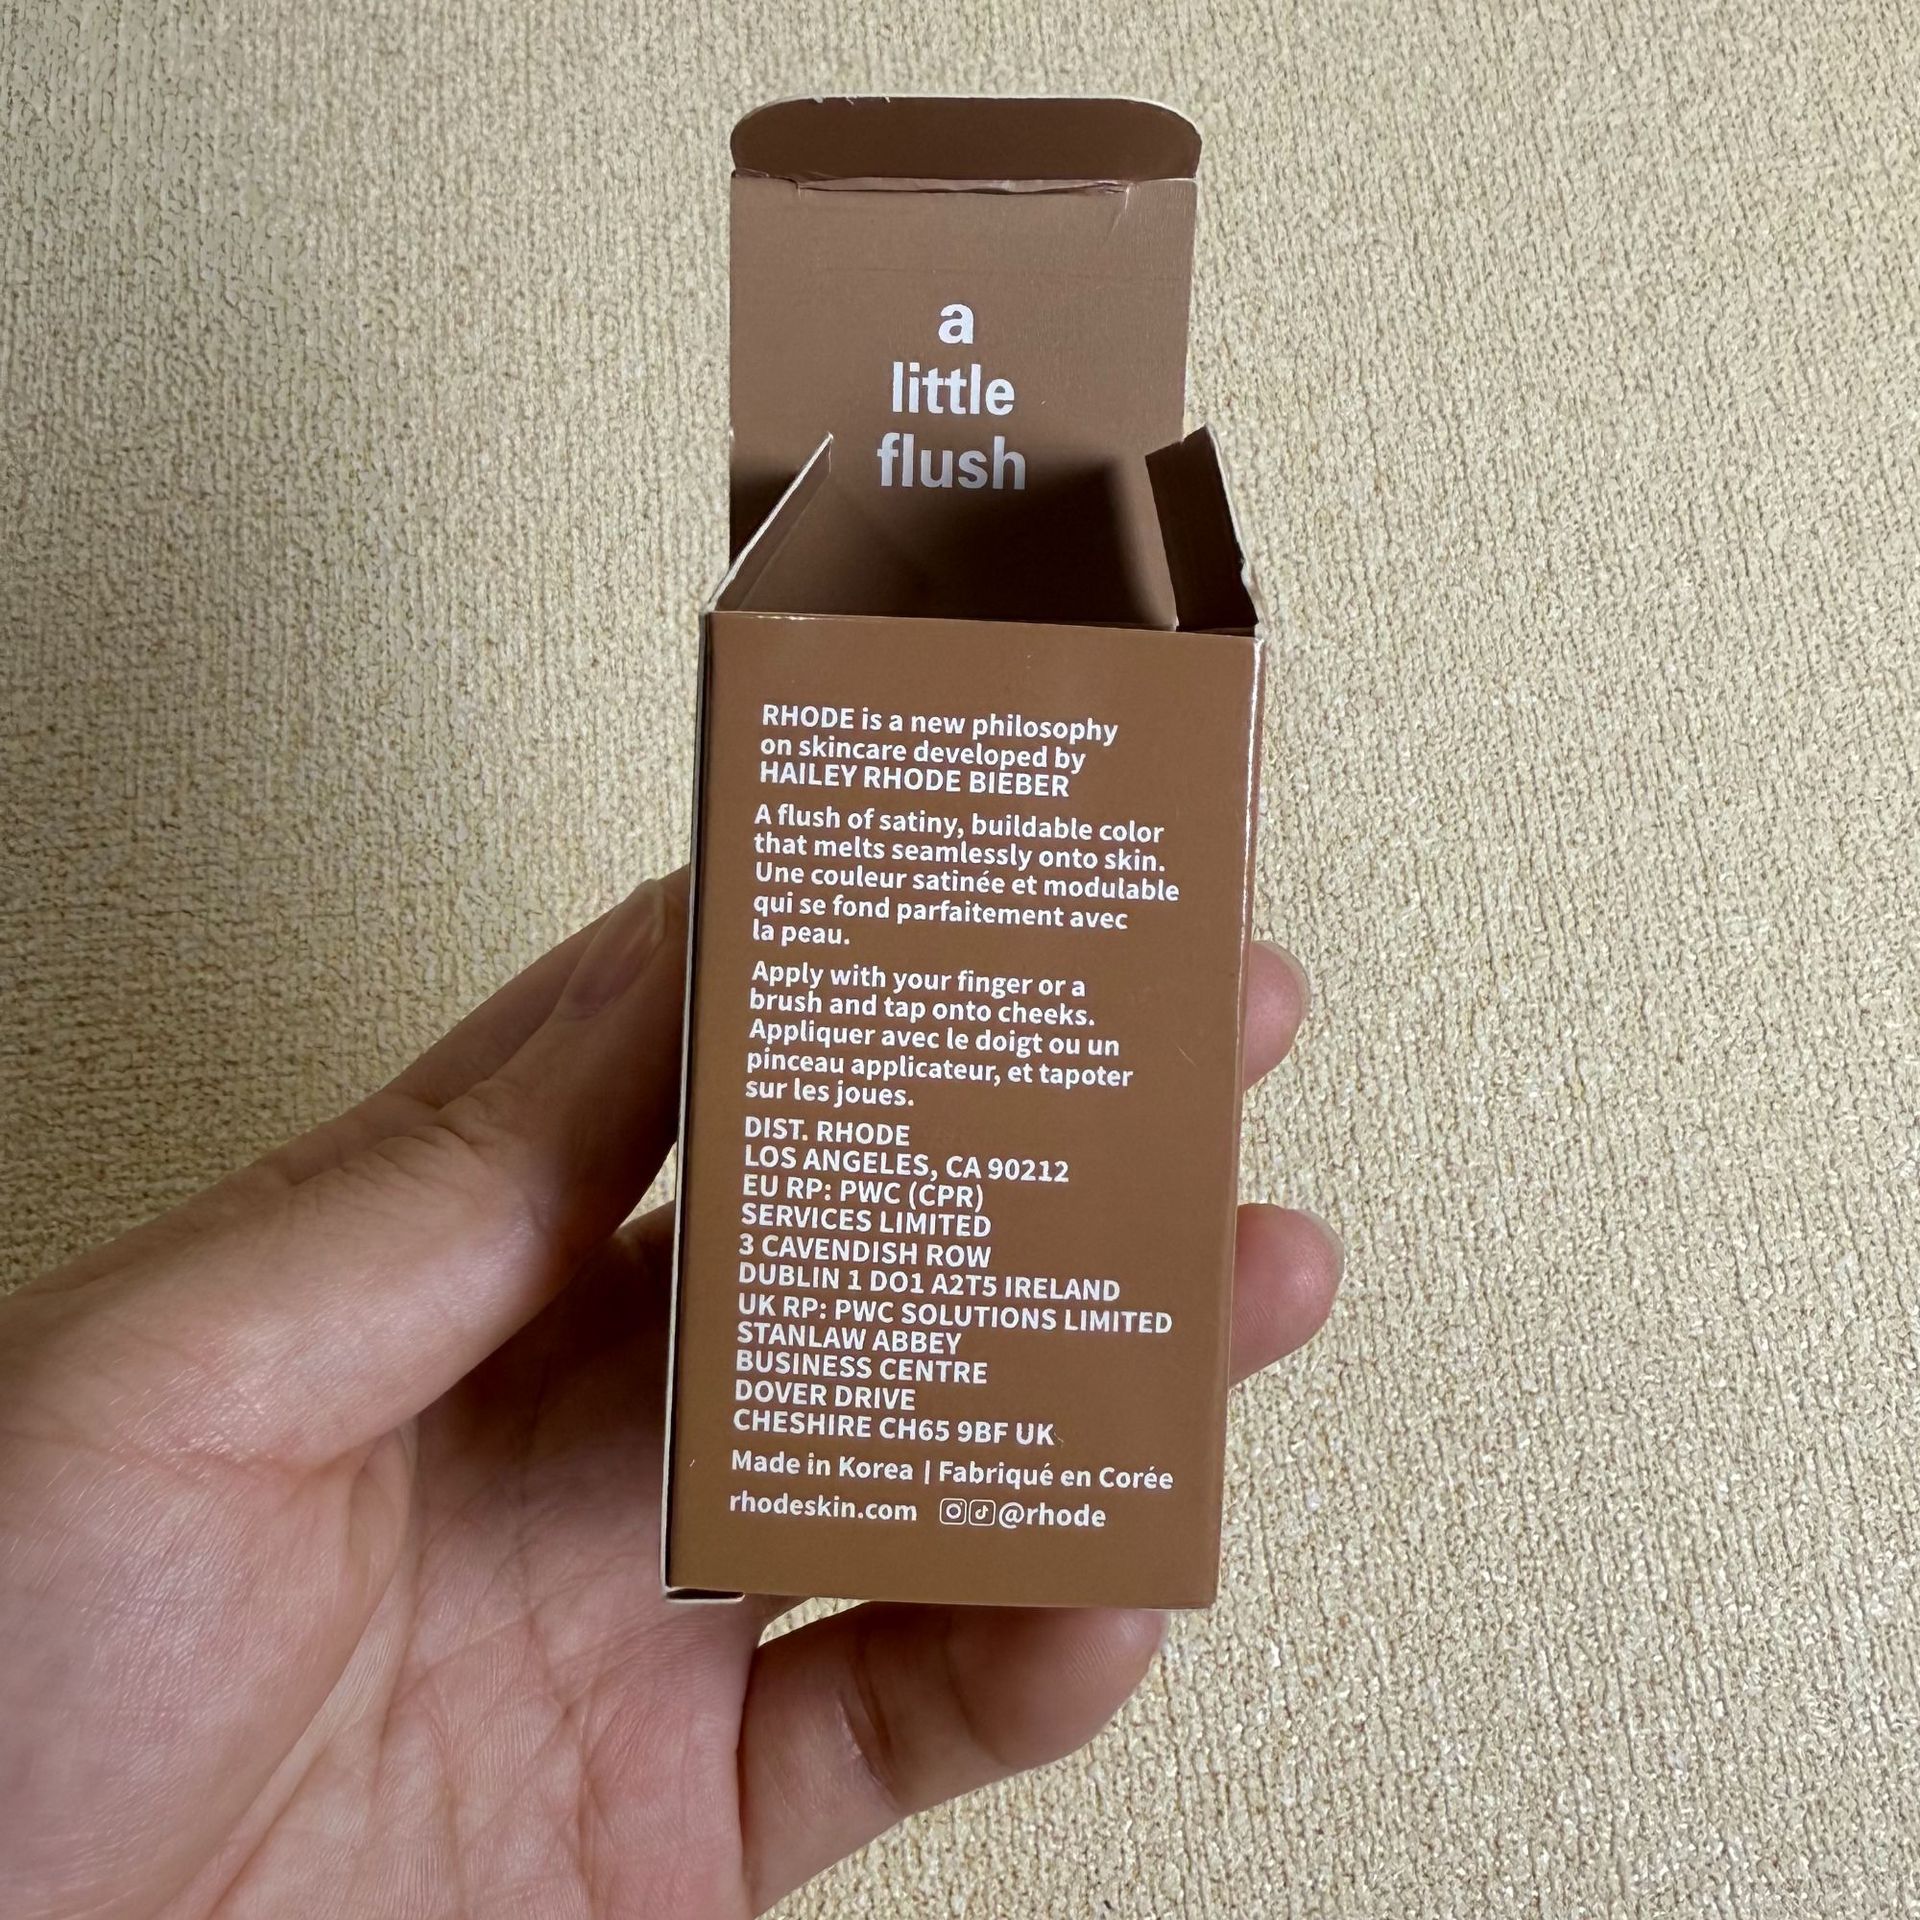 a
little
flush
RHODE is a new philosophy
on skincare developed by
HAILEY RHODE BIEBER
A flush of satiny, buildable color
that melts seamlessly onto skin.
Une couleur satinée et modulable
qui se fond parfaitement avec
la peau.
Apply with your finger or a
brush and tap onto cheeks.
Appliquer avec le doigt ou un
pinceau applicateur, et tapoter
sur les joues.
DIST. RHODE
LOS ANGELES, CA 90212
EU RP: PWC (CPR)
SERVICES LIMITED
3 CAVENDISH ROW
DUBLIN 1 DO1 A2T5 IRELAND
UK RP: PWC SOLUTIONS LIMITED
STANLAW ABBEY
BUSINESS CENTRE
DOVER DRIVE
CHESHIRE CH65 9BF UK
Made in Korea | Fabriqué en Corée
rhodeskin.com @rhode